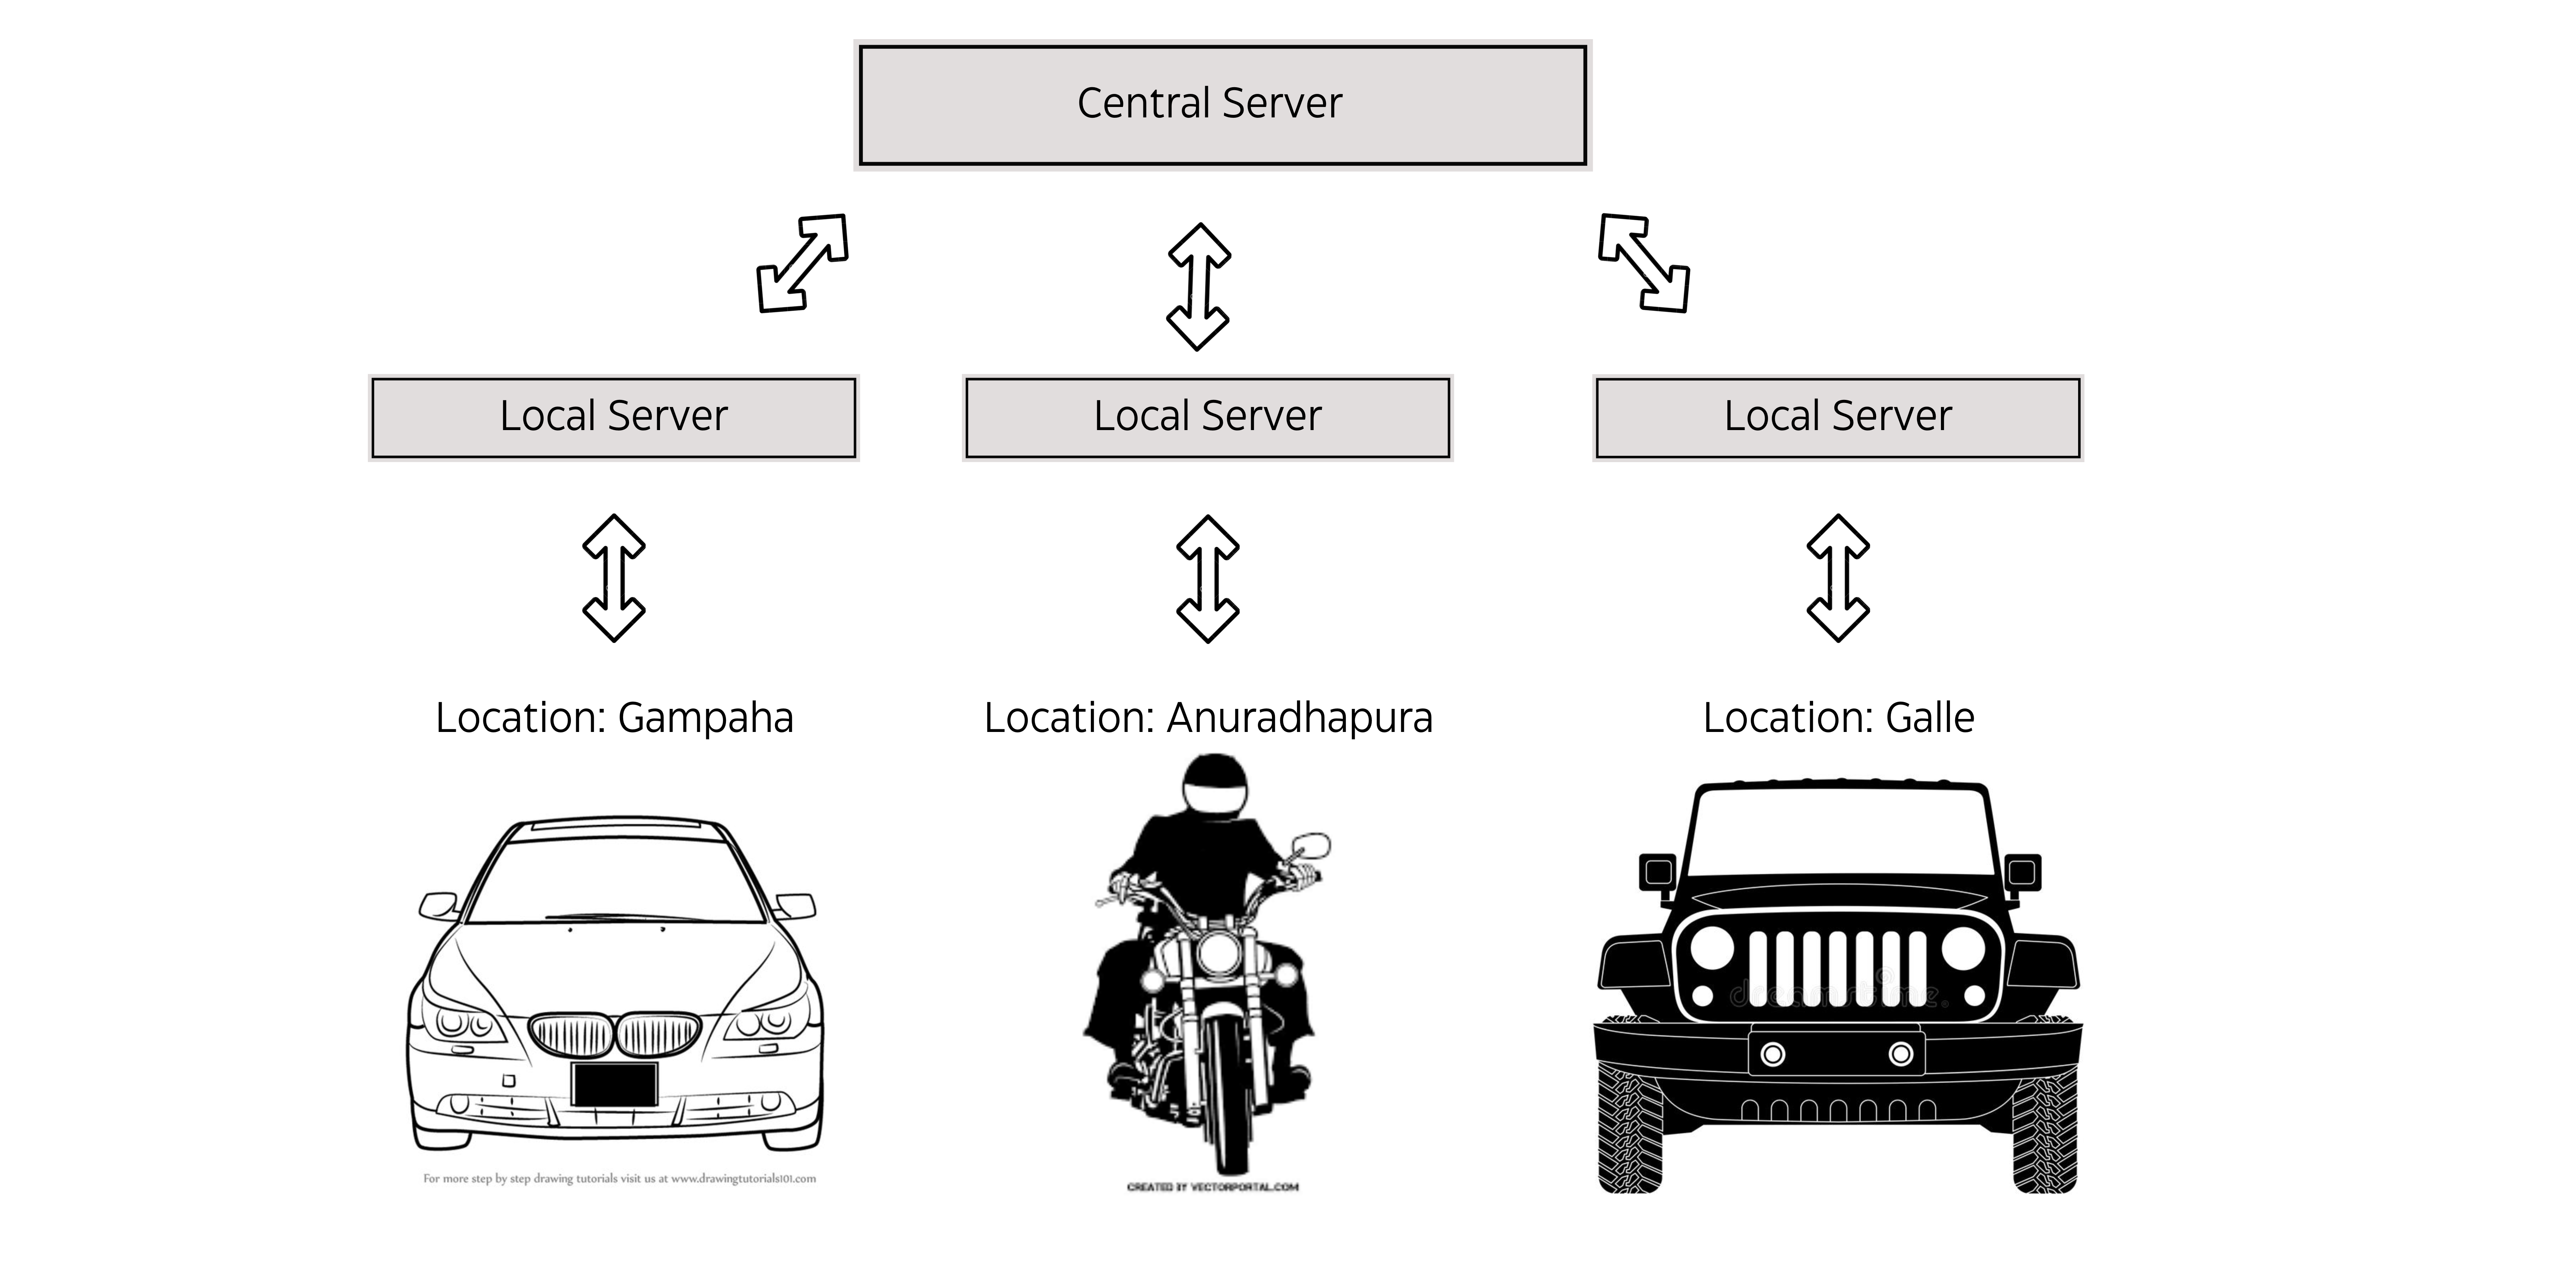 Central Server
Local Server
Local Server
Local Server
Location: Gampaha
Location: Anuradhapura
Location: Galle
dreamstime.
For more step by step drawing tutorials visit us at www.drawingtutorials101.com
CREATED BY VECTORPORTAL.COM